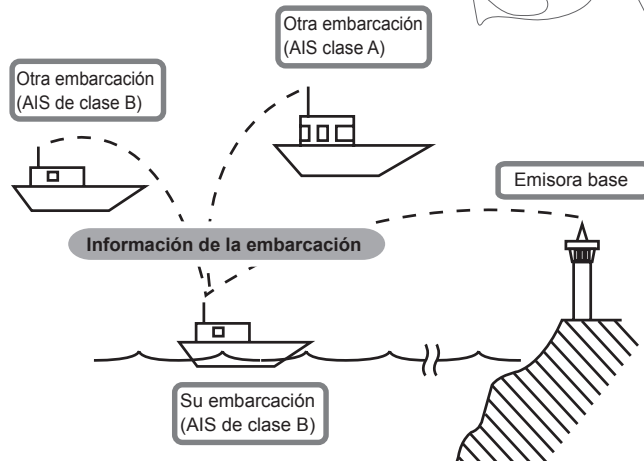 Otra embarcación
(AIS clase A)
Otra embarcación
(AIS de clase B)
Emisora base
Información de la embarcación
Su embarcación
(AIS de clase B)